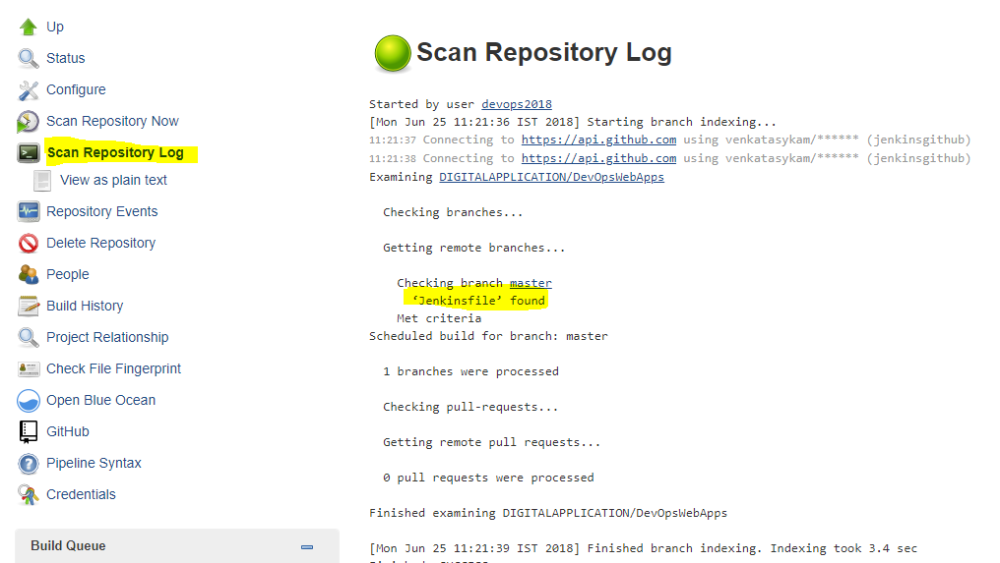 Up
Status
Configure
Scan Repository Now
Scan Repository Log
View as plain text
Repository Events
Delete Repository
People
Build History
Project Relationship
Check File Fingerprint
Open Blue Ocean
GitHub
Pipeline Syntax
Credentials
Build Queue
Scan Repository Log
Started by user devops2018
[Mon Jun 25 11:21:36 IST 2018] Starting branch indexing...
11:21:37 Connecting to https://api.github.com using venkatasykam/****** (jenkinsgithub)
11:21:38 Connecting to https://api.github.com using venkatasykam/****** (jenkinsgithub)
Examining DIGITALAPPLICATION/DevOpsWebApps
Checking branches...
Getting remote branches...
Checking branch master
‘Jenkinsfile’ found
Met criteria
Scheduled build for branch: master
1 branches were processed
Checking pull-requests...
Getting remote pull requests...
0 pull requests were processed
Finished examining DIGITALAPPLICATION/DevOpsWebApps
[Mon Jun 25 11:21:39 IST 2018] Finished branch indexing. Indexing took 3.4 sec